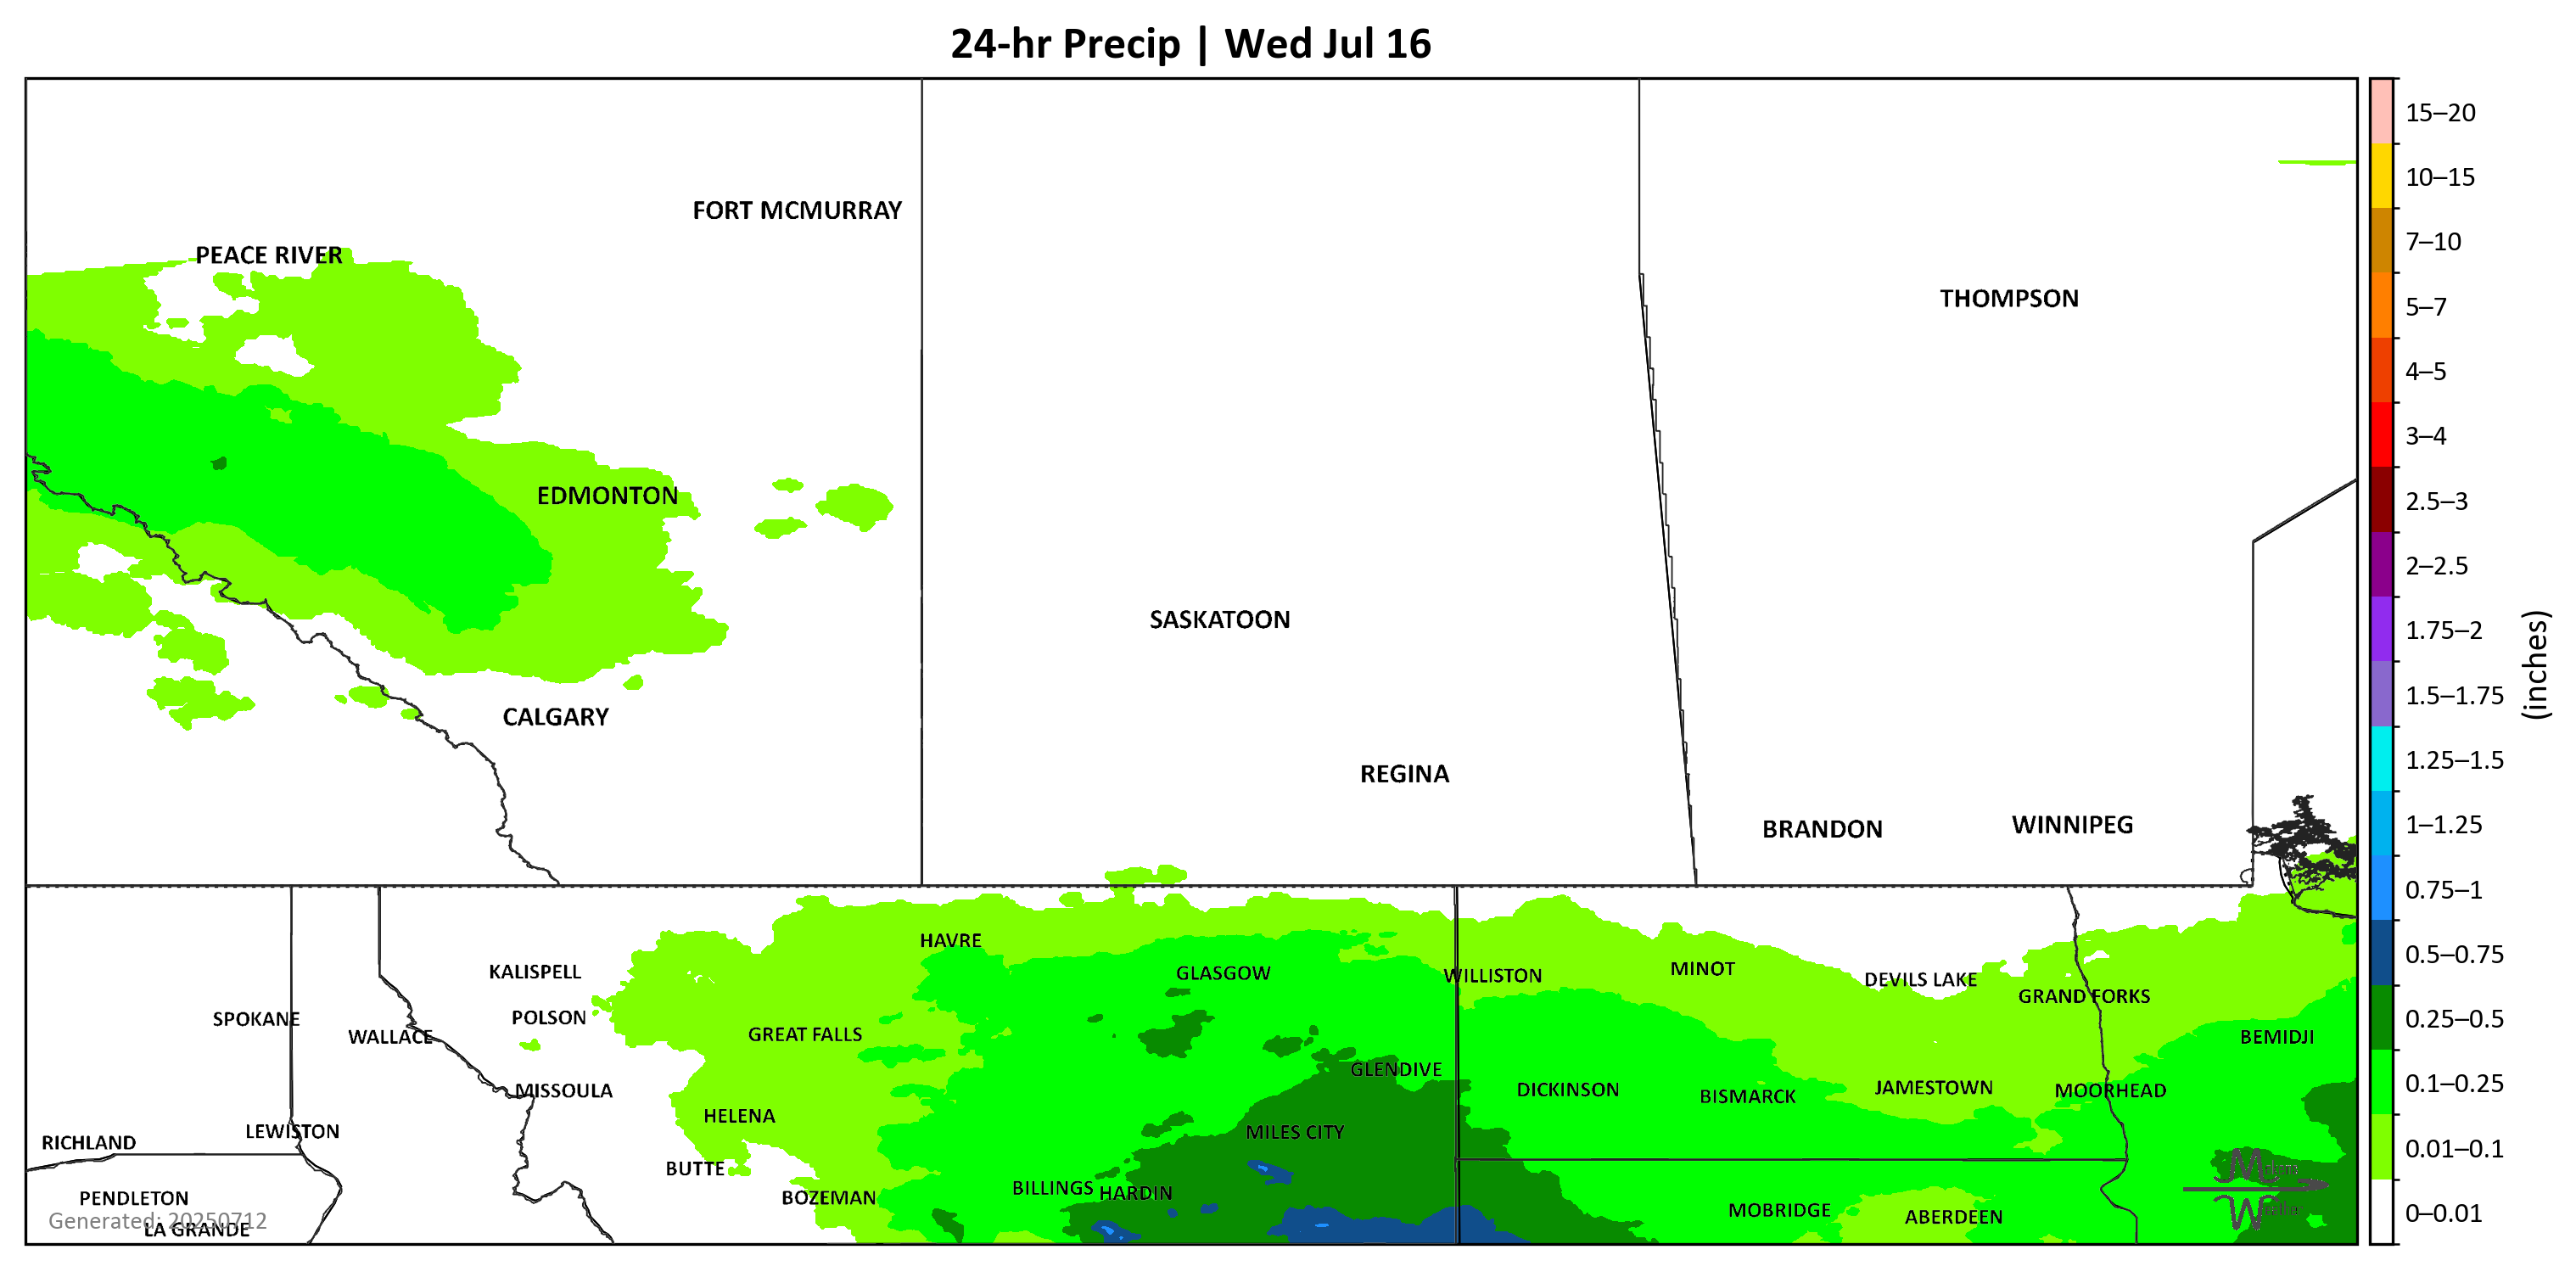 24-hr Precip | Wed Jul 16
FORT MCMURRAY
PEACE RIVER
THOMPSON
EDMONTON
SASKATOON
CALGARY
REGINA
BRANDON
WINNIPEG
HAVRE
KALISPELL
GLASGOW
WILLISTON
MINOT
DEVILS LAKE
GRAND FORKS
SPOKANE
POLSON
WALLACE
GREAT FALLS
BEMIDJI
GLENDIVE
MISSOULA
DICKINSON
BISMARCK
JAMESTOWN
MOORHEAD
HELENA
RICHLAND
LEWISTON
MILES CITY
BUTTE
BILLINGS
HARDIN
PENDLETON
BOZEMAN
MOBRIDGE
ABERDEEN
Generated: 20250712
LA GRANDE
15–20
10–15
7–10
5–7
4–5
3–4
2.5–3
2–2.5
1.75–2
1.5–1.75
1.25–1.5
1–1.25
0.75–1
0.5–0.75
0.25–0.5
0.1–0.25
0.01–0.1
0–0.01
(inches)